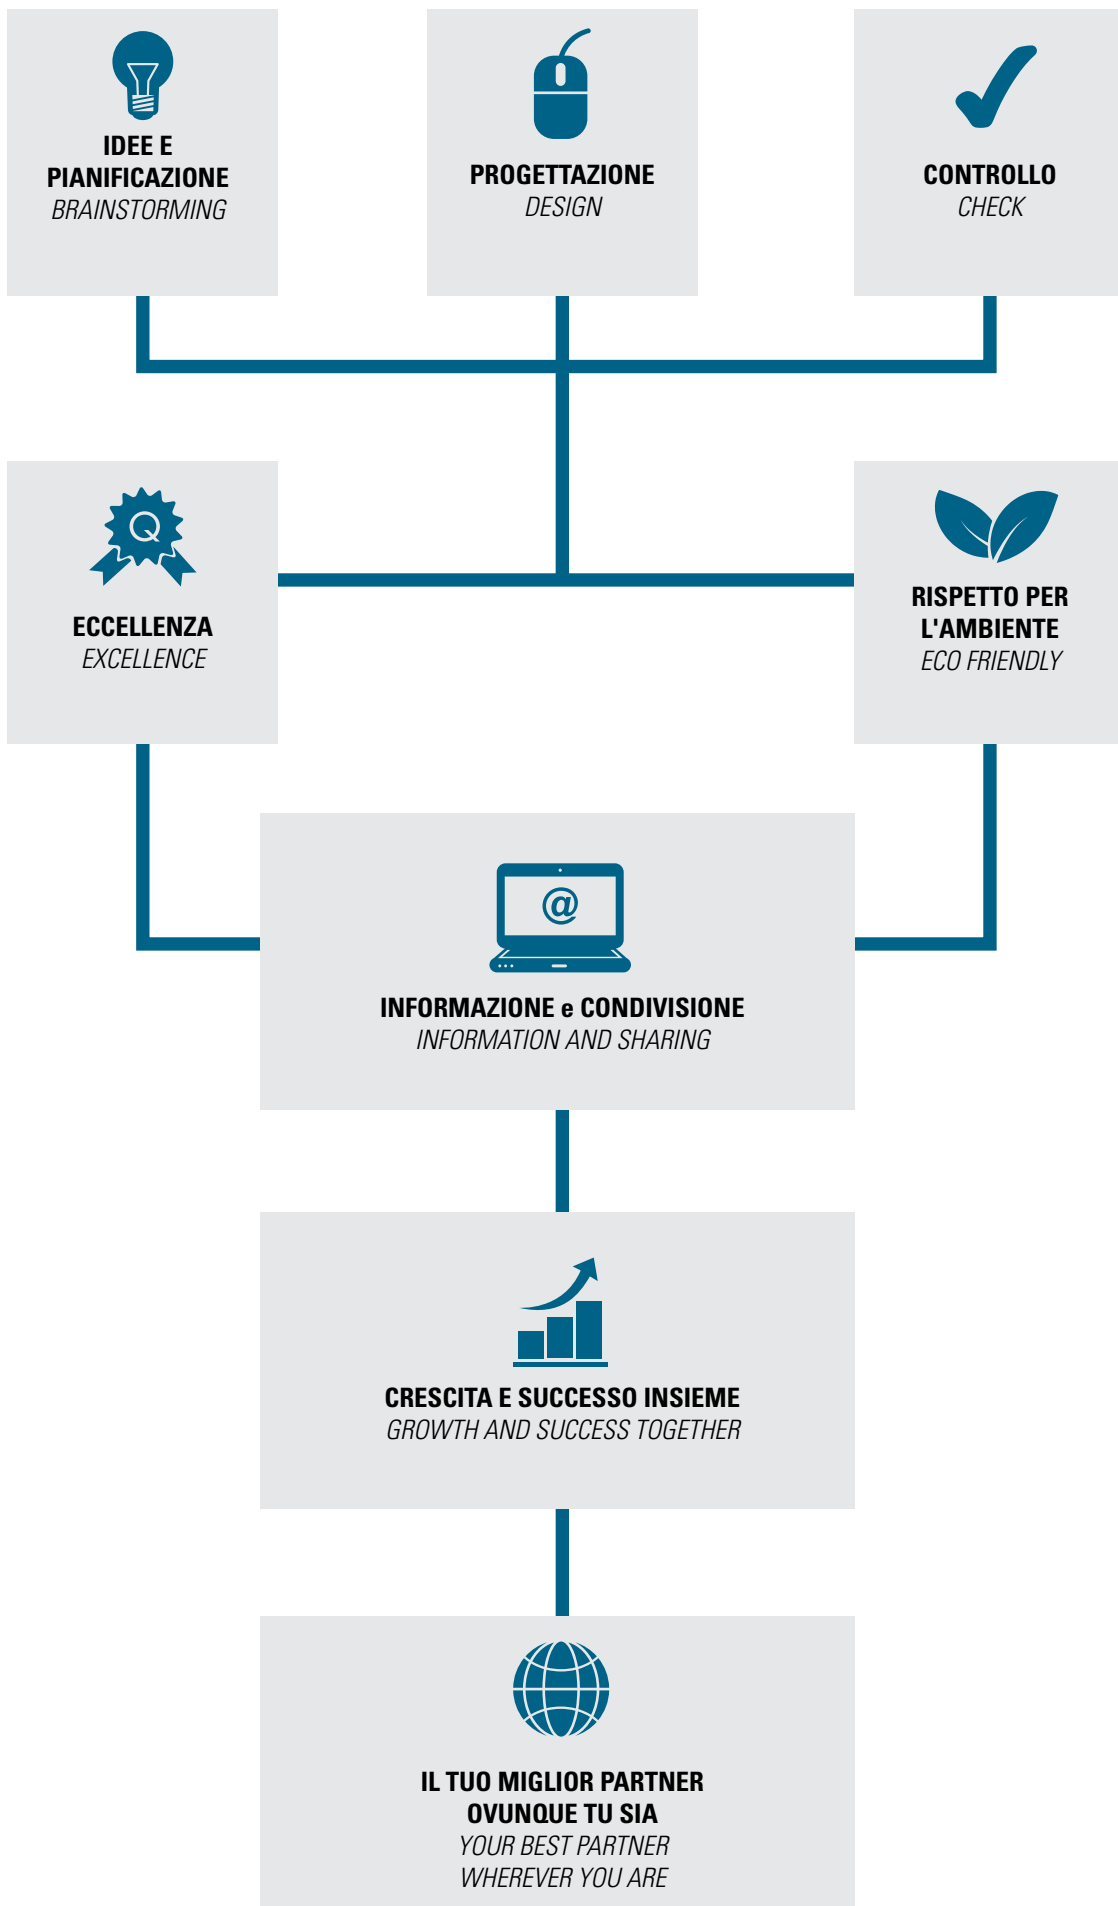 IDEE E
PIANIFICAZIONE
BRAINSTORMING
PROGETTAZIONE
DESIGN
CONTROLLO
CHECK
Q
ECCELLENZA
EXCELLENCE
RISPETTO PER
L'AMBIENTE
ECO FRIENDLY
@
INFORMAZIONE e CONDIVISIONE
INFORMATION AND SHARING
CRESCITA E SUCCESSO INSIEME
GROWTH AND SUCCESS TOGETHER
IL TUO MIGLIOR PARTNER
OVUNQUE TU SIA
YOUR BEST PARTNER
WHEREVER YOU ARE